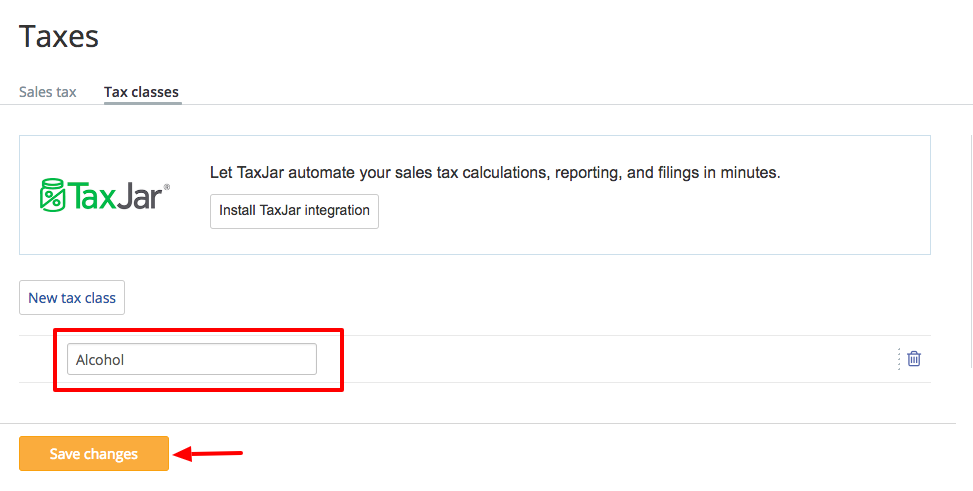 Taxes
Sales tax Tax classes
TaxJar®
Let TaxJar automate your sales tax calculations, reporting, and filings in minutes.
Install TaxJar integration
New tax class
Alcohol
Save changes